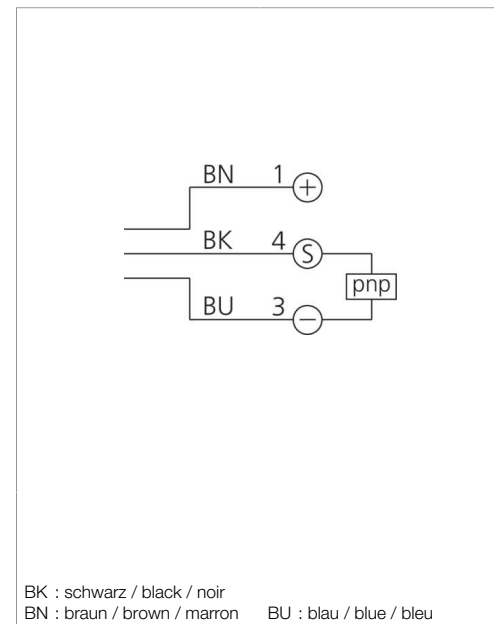 BN 1 +
BK 4 S
pnp
BU 3 −
BK : schwarz / black / noir
BN : braun / brown / marron BU : blau / blue / bleu